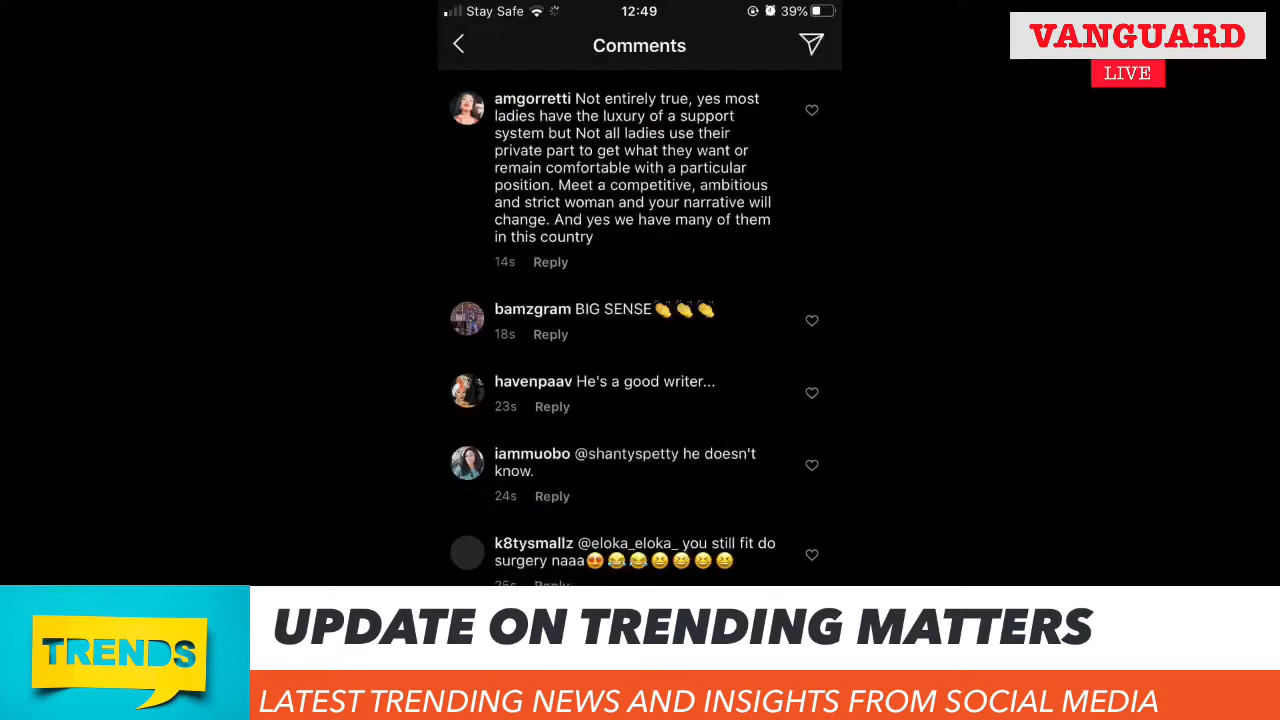 Stay Safe 12:49 39%
VANGUARD
LIVE
Comments
amgorretti Not entirely true, yes most
ladies have the luxury of a support
system but Not all ladies use their
private part to get what they want or
remain comfortable with a particular
position. Meet a competitive, ambitious
and strict woman and your narrative will
change. And yes we have many of them
in this country
14s Reply
bamzgram BIG SENSE👏👏👏
18s Reply
havenpaav He's a good writer...
23s Reply
iammuobo @shantyspetty he doesn't
know.
24s Reply
k8tysmallz @eloka_eloka_ you still fit do
surgery naaa😍😂😂😆😆😆😆
25s Reply
TRENDS
UPDATE ON TRENDING MATTERS
LATEST TRENDING NEWS AND INSIGHTS FROM SOCIAL MEDIA